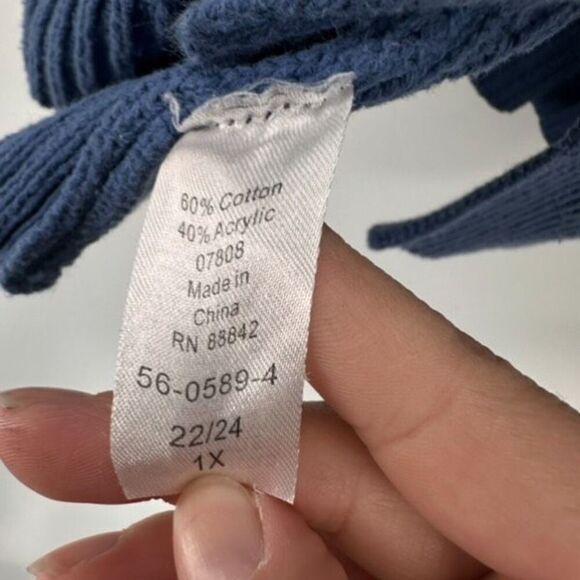 60% Cotton
40% Acrylic
07808
Made in
China
RN 88842
56-0589-4
22/24
1X